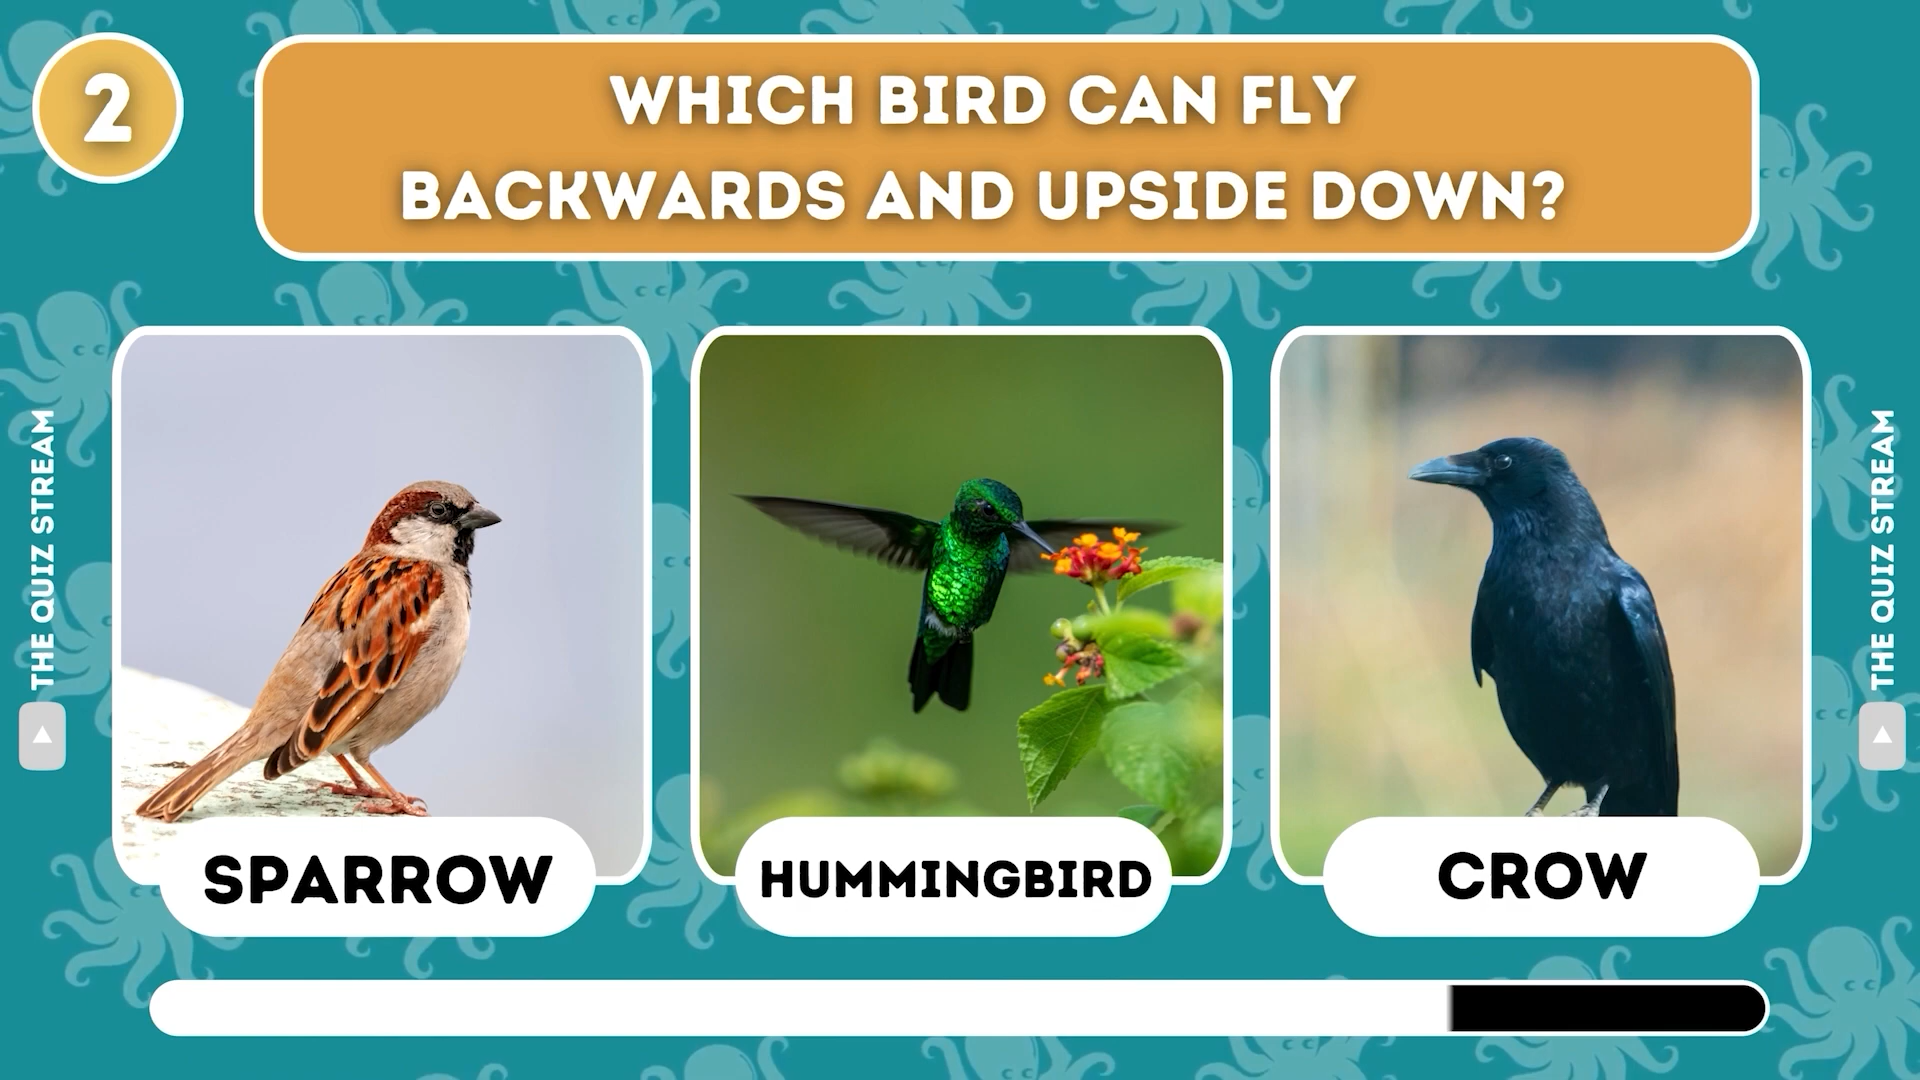 2
WHICH BIRD CAN FLY
BACKWARDS AND UPSIDE DOWN?
THE QUIZ STREAM
THE QUIZ STREAM
SPARROW
HUMMINGBIRD
CROW